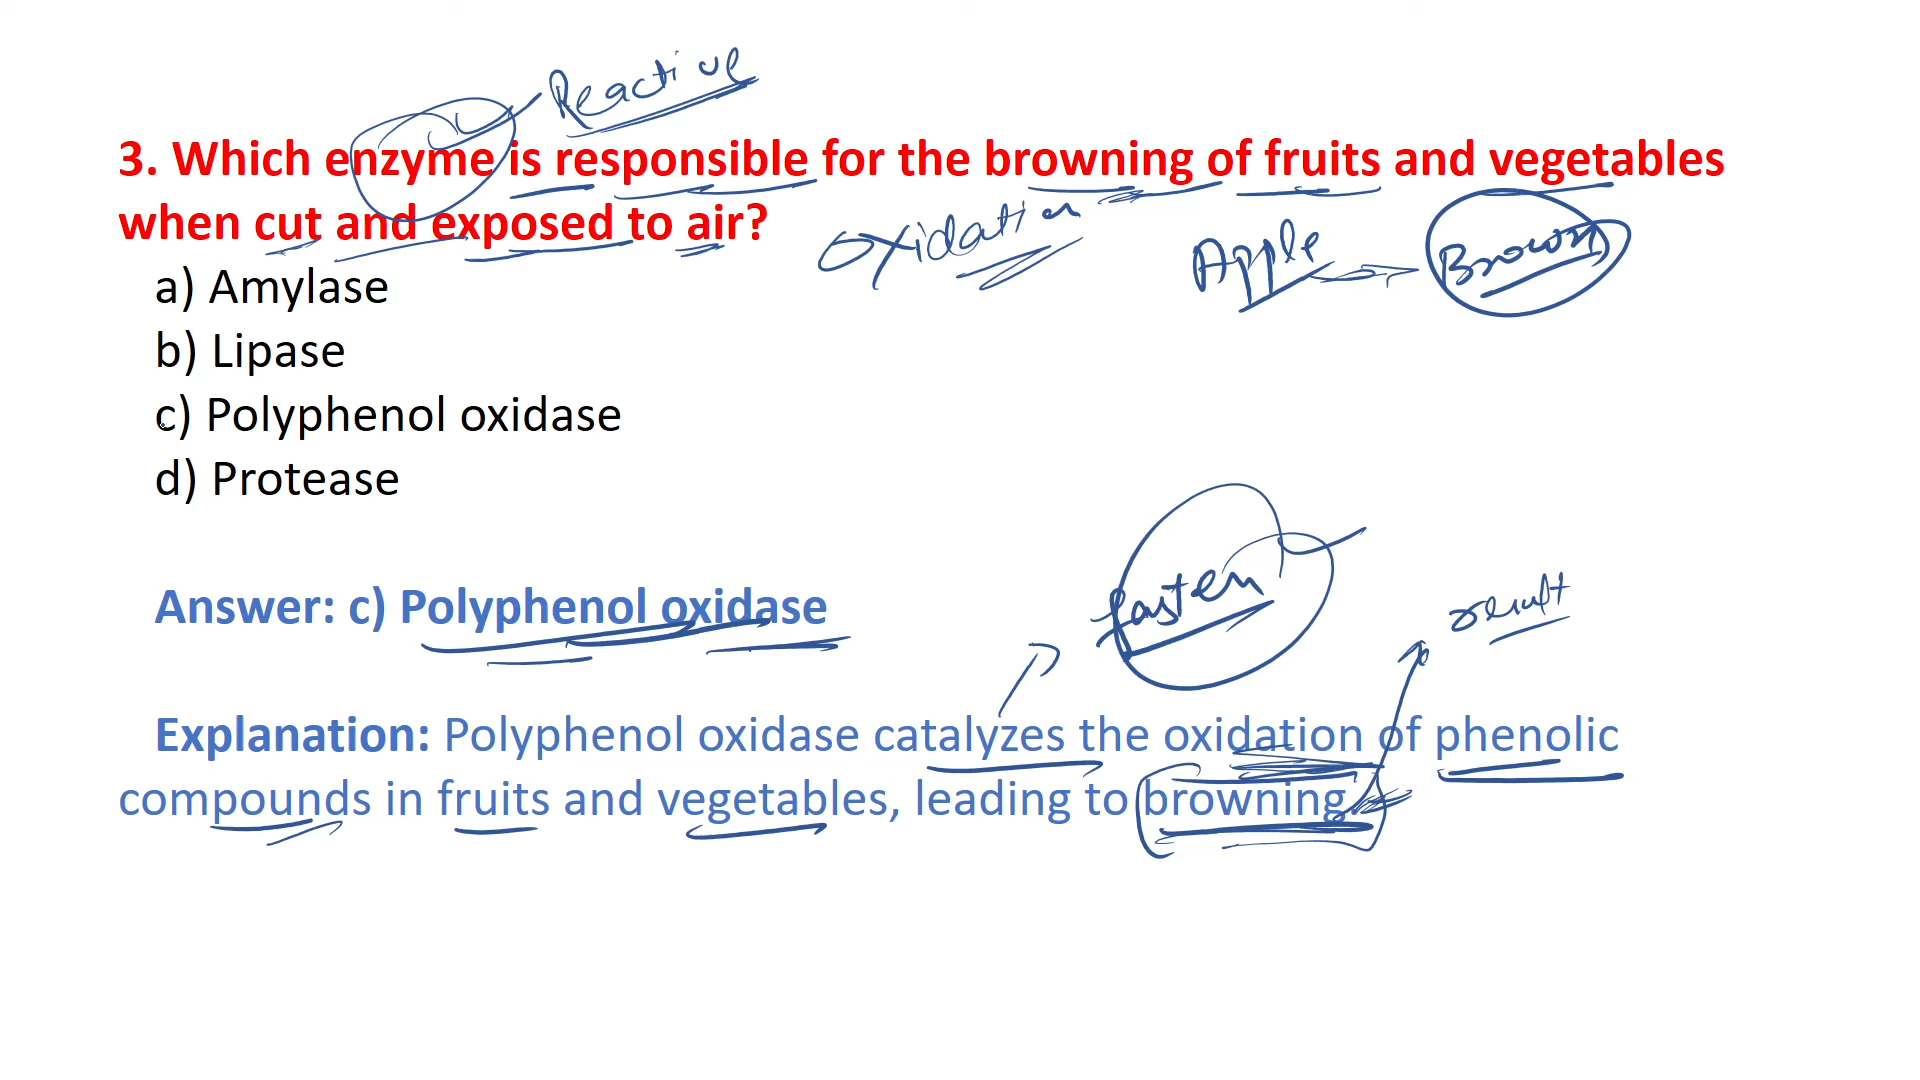 Reactive
3. Which enzyme is responsible for the browning of fruits and vegetables
when cut and exposed to air?
oxidation
Apple
Brown
a) Amylase
b) Lipase
c) Polyphenol oxidase
d) Protease
fasten
result
Answer: c) Polyphenol oxidase
Explanation: Polyphenol oxidase catalyzes the oxidation of phenolic
compounds in fruits and vegetables, leading to browning.